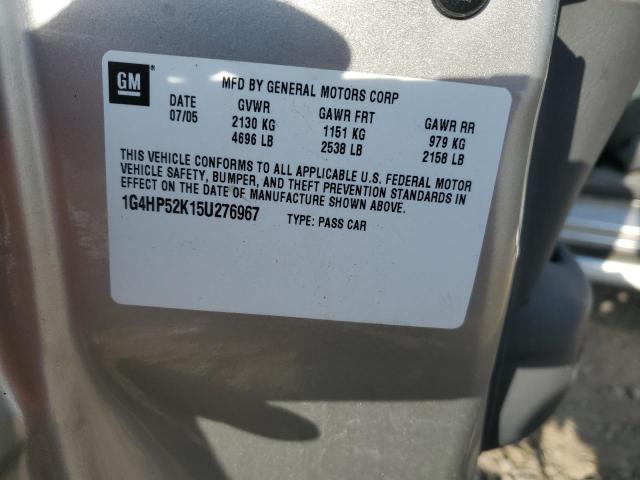 GM ®
MFD BY GENERAL MOTORS CORP
DATE GVWR GAWR FRT GAWR RR
07/05 2130 KG 1151 KG 979 KG
4696 LB 2538 LB 2158 LB
THIS VEHICLE CONFORMS TO ALL APPLICABLE U.S. FEDERAL MOTOR
VEHICLE SAFETY, BUMPER, AND THEFT PREVENTION STANDARDS IN
EFFECT ON THE DATE OF MANUFACTURE SHOWN ABOVE.
1G4HP52K15U276967 TYPE: PASS CAR